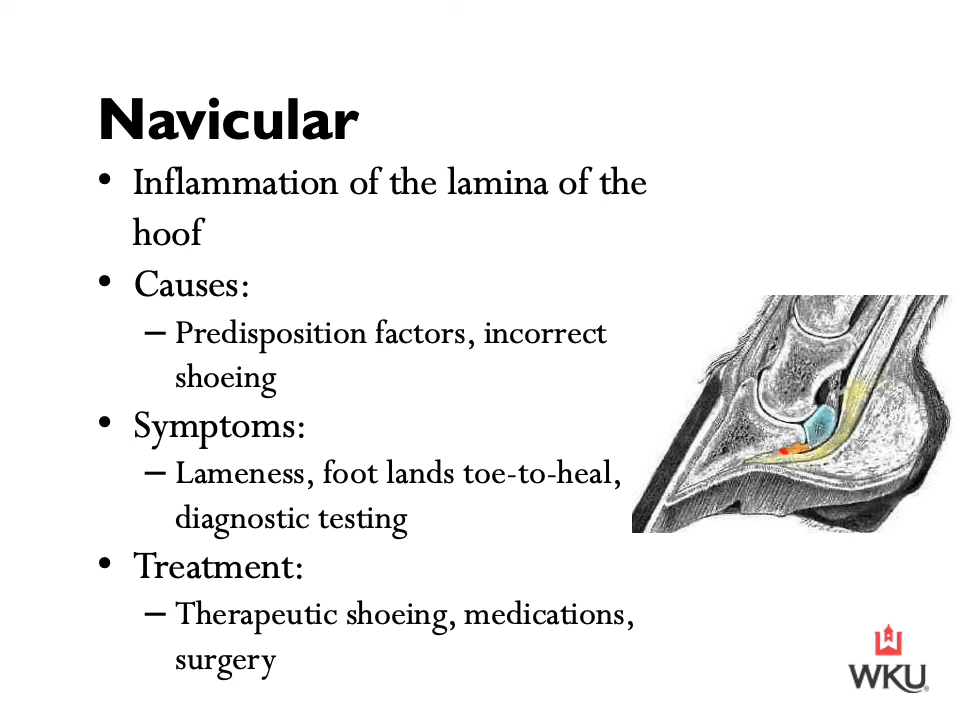 Navicular
• Inflammation of the lamina of the
hoof
• Causes:
– Predisposition factors, incorrect
shoeing
• Symptoms:
– Lameness, foot lands toe-to-heal,
diagnostic testing
• Treatment:
– Therapeutic shoeing, medications,
surgery
WKU®